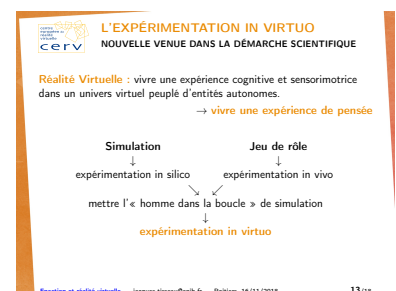 centre
européen de
réalité
virtuelle
cerv
L'EXPÉRIMENTATION IN VIRTUO
NOUVELLE VENUE DANS LA DÉMARCHE SCIENTIFIQUE
Réalité Virtuelle : vivre une expérience cognitive et sensorimotrice
dans un univers virtuel peuplé d'entités autonomes.
→ vivre une expérience de pensée
Simulation Jeu de rôle
↓ ↓
expérimentation in silico expérimentation in vivo
↘ ↙
mettre l'« homme dans la boucle » de simulation
↓
expérimentation in virtuo
13